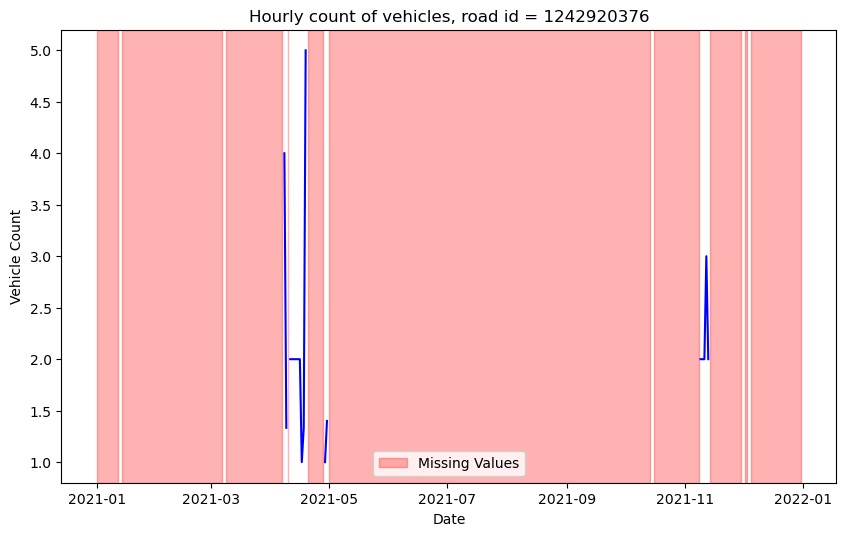 Hourly count of vehicles, road id = 1242920376
5.0
4.5
4.0
3.5
3.0
2.5
2.0
1.5
1.0
Vehicle Count
Missing Values
2021-01 2021-03 2021-05 2021-07 2021-09 2021-11 2022-01
Date